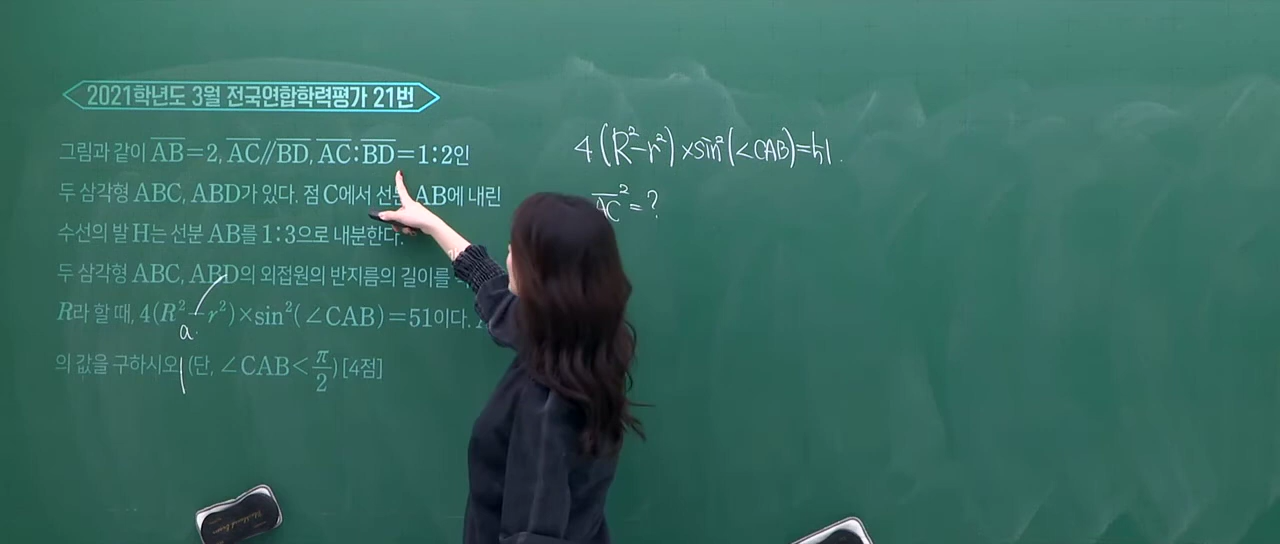 2021학년도 3월 전국연합학력평가 21번
그림과 같이 AB=2, AC//BD, AC:BD=1:2인
두 삼각형 ABC, ABD가 있다. 점 C에서 선분 AB에 내린
수선의 발 H는 선분 AB를 1:3으로 내분한다.
두 삼각형 ABC, ABD의 외접원의 반지름의 길이를
R라 할 때, 4(R²-r²)×sin²(∠CAB)=51이다.
의 값을 구하시오. (단, ∠CAB<π/2) [4점]
a
4(R²-r²)×sin²(∠CAB)=51.
AC²=?